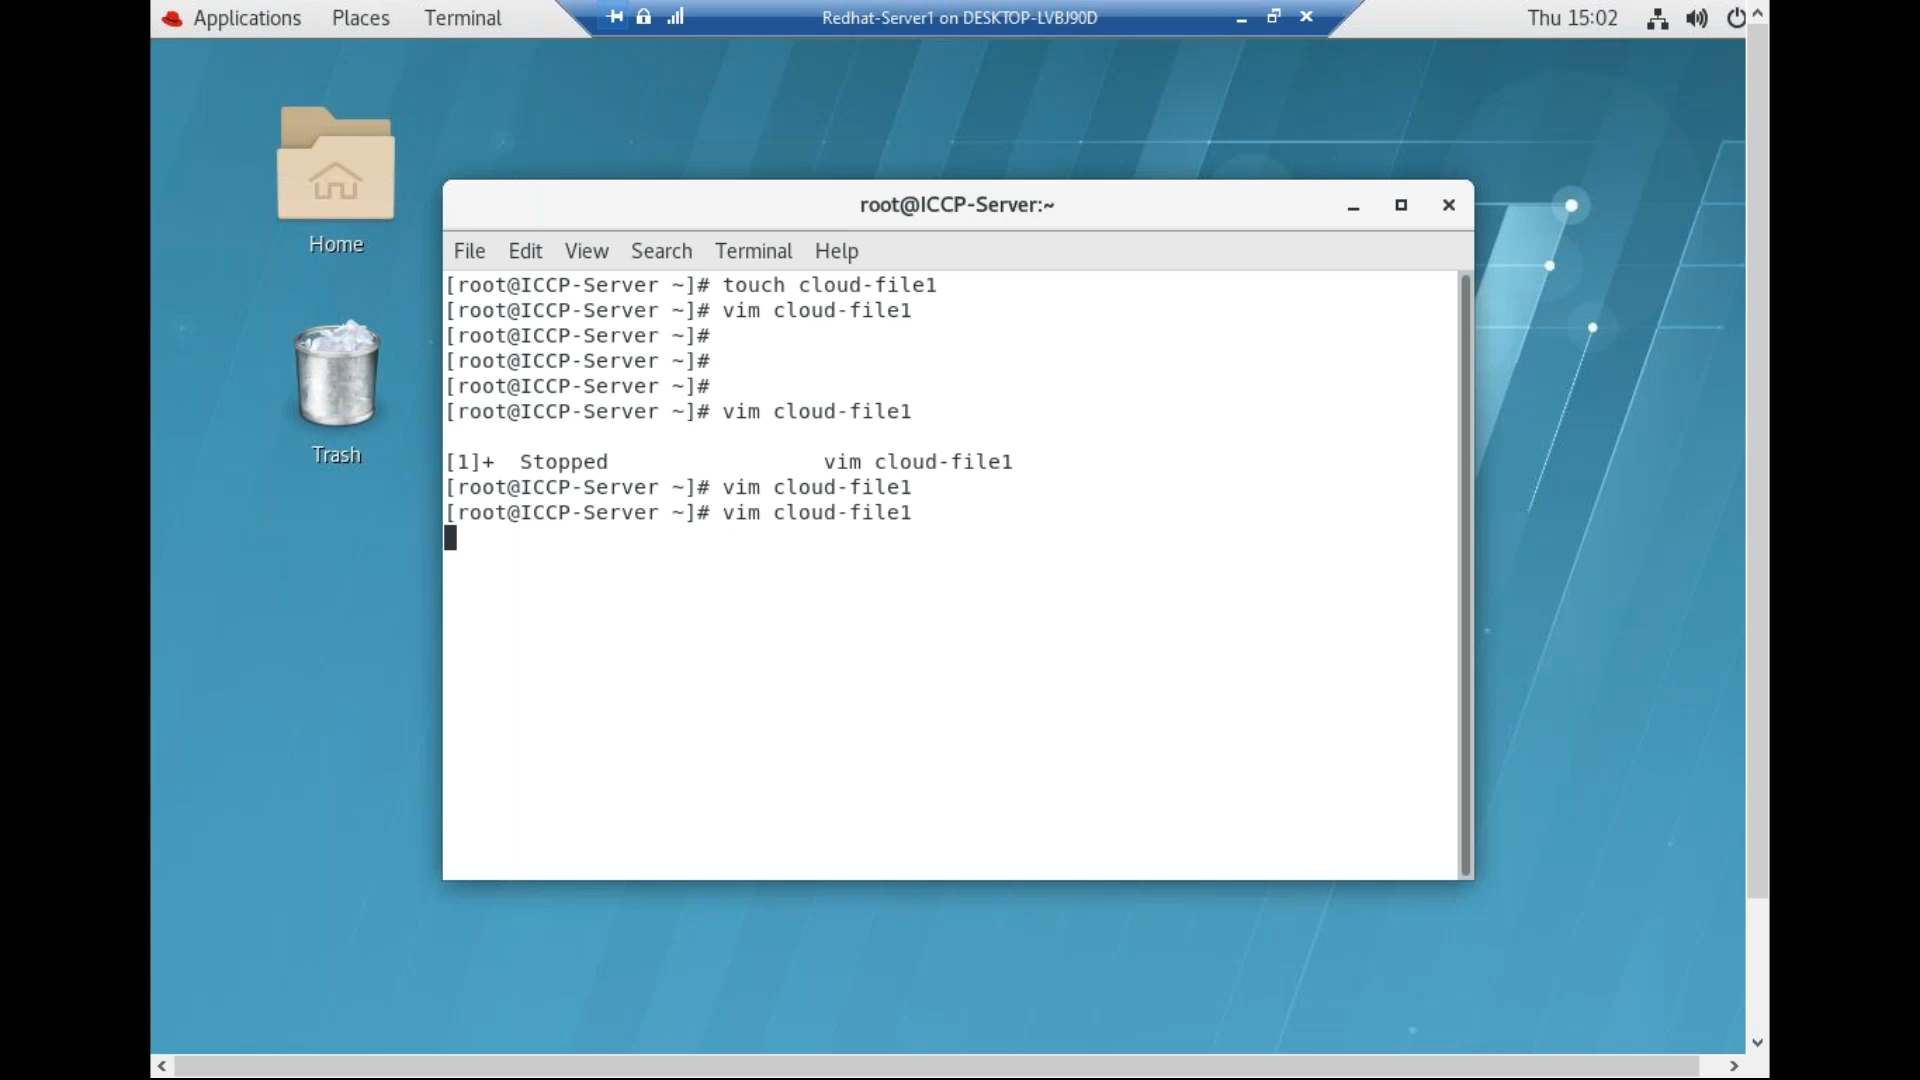 Applications Places Terminal
Redhat-Server1 on DESKTOP-LVBJ90D
Thu 15:02
Home
Trash
root@ICCP-Server:~
File Edit View Search Terminal Help
[root@ICCP-Server ~]# touch cloud-file1
[root@ICCP-Server ~]# vim cloud-file1
[root@ICCP-Server ~]#
[root@ICCP-Server ~]#
[root@ICCP-Server ~]#
[root@ICCP-Server ~]# vim cloud-file1
[1]+  Stopped                 vim cloud-file1
[root@ICCP-Server ~]# vim cloud-file1
[root@ICCP-Server ~]# vim cloud-file1